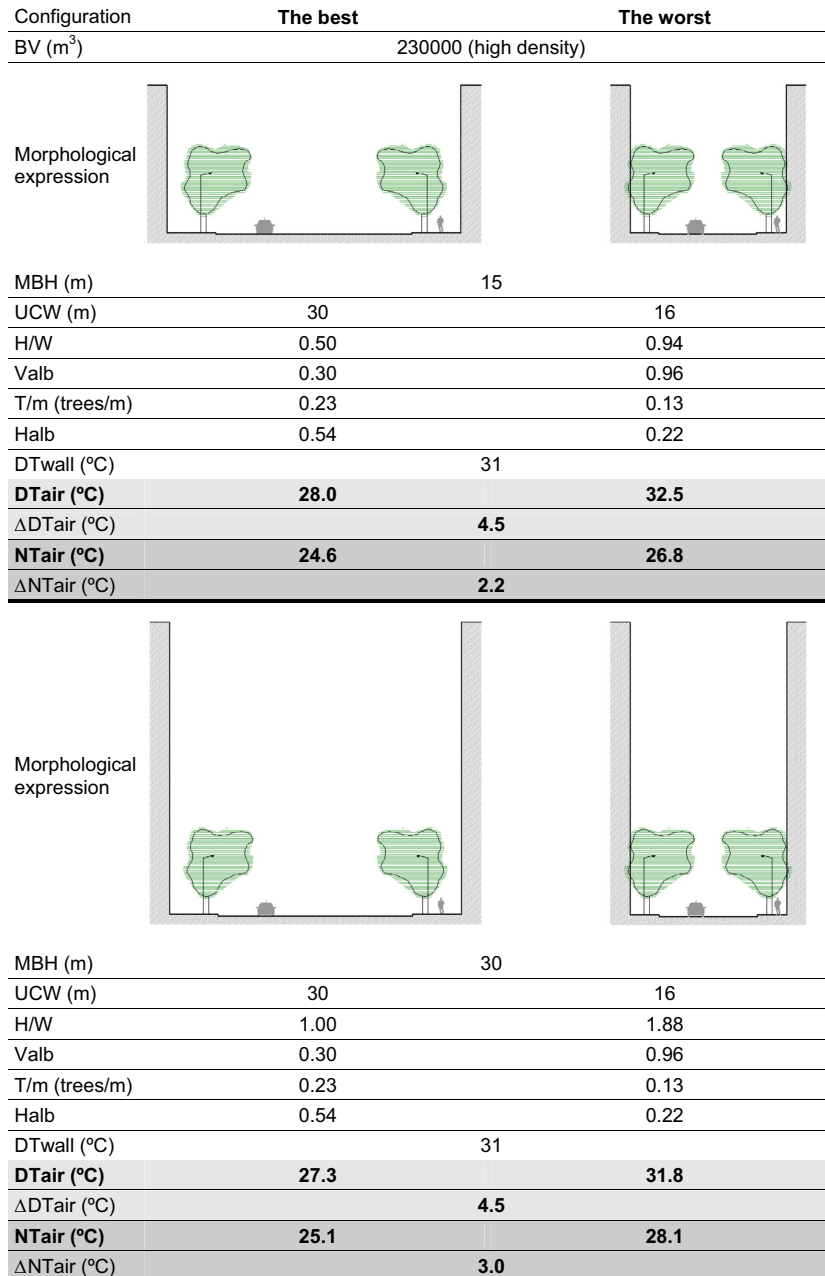 Configuration The best The worst
BV (m³) 230000 (high density)
Morphological
expression
MBH (m) 15
UCW (m) 30 16
H/W 0.50 0.94
Valb 0.30 0.96
T/m (trees/m) 0.23 0.13
Halb 0.54 0.22
DTwall (ºC) 31
DTair (ºC) 28.0 32.5
ΔDTair (ºC) 4.5
NTair (ºC) 24.6 26.8
ΔNTair (ºC) 2.2
Morphological
expression
MBH (m) 30
UCW (m) 30 16
H/W 1.00 1.88
Valb 0.30 0.96
T/m (trees/m) 0.23 0.13
Halb 0.54 0.22
DTwall (ºC) 31
DTair (ºC) 27.3 31.8
ΔDTair (ºC) 4.5
NTair (ºC) 25.1 28.1
ΔNTair (ºC) 3.0